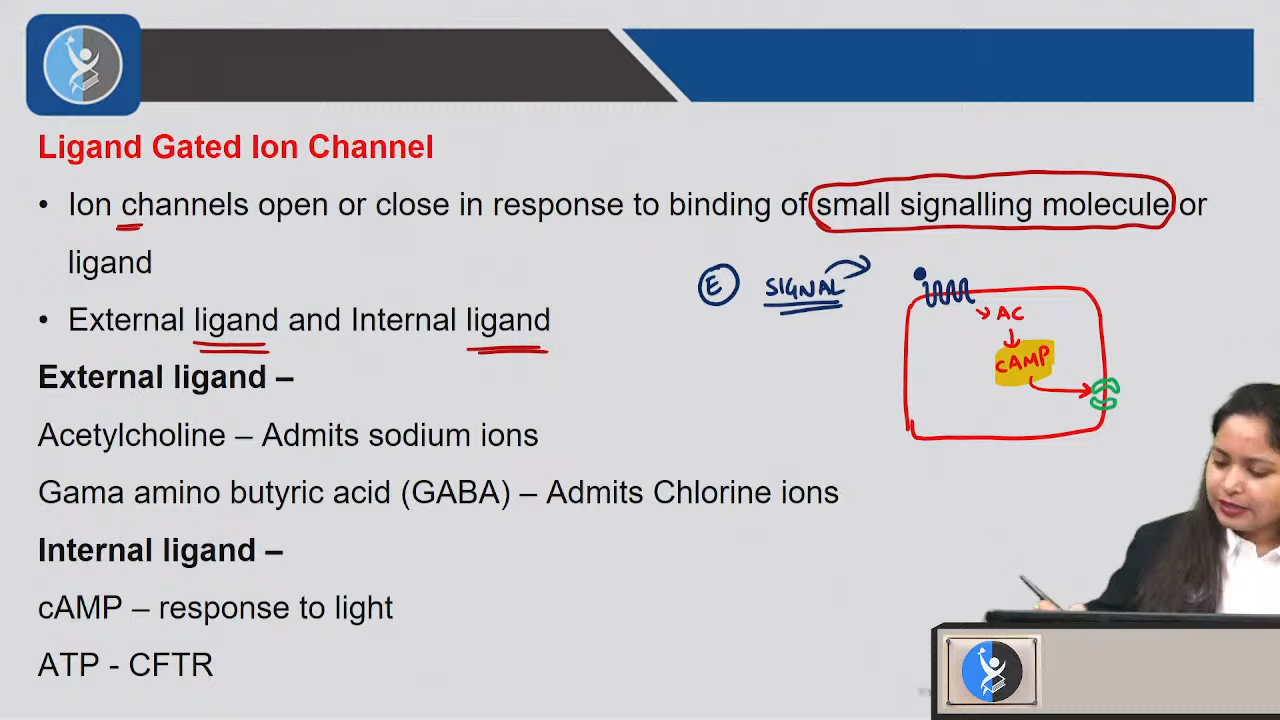 Ligand Gated Ion Channel
• Ion channels open or close in response to binding of small signalling molecule or
ligand
E SIGNAL
AC
cAMP
• External ligand and Internal ligand
External ligand –
Acetylcholine – Admits sodium ions
Gama amino butyric acid (GABA) – Admits Chlorine ions
Internal ligand –
cAMP – response to light
ATP - CFTR